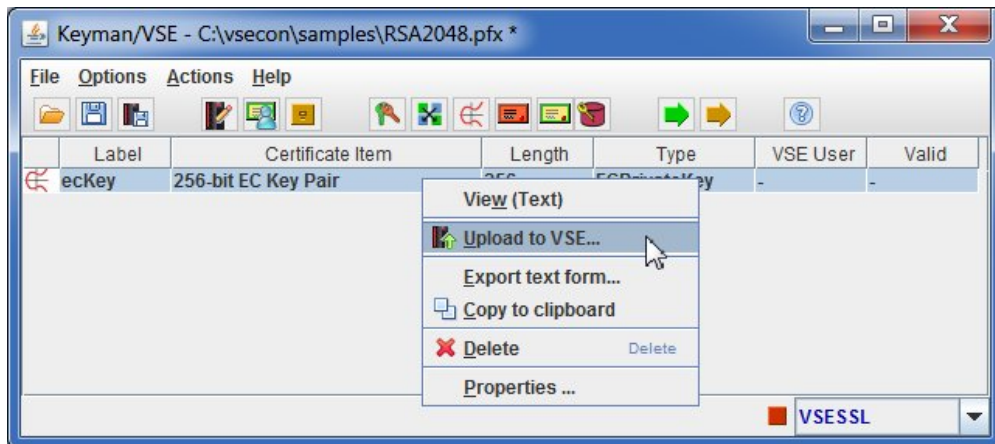 Keyman/VSE - C:\vsecon\samples\RSA2048.pfx *
File Options Actions Help
Label Certificate Item Length Type VSE User Valid
ecKey 256-bit EC Key Pair 256 ECPrivateKey - -
View (Text)
Upload to VSE...
Export text form...
Copy to clipboard
Delete Delete
Properties ...
VSESSL